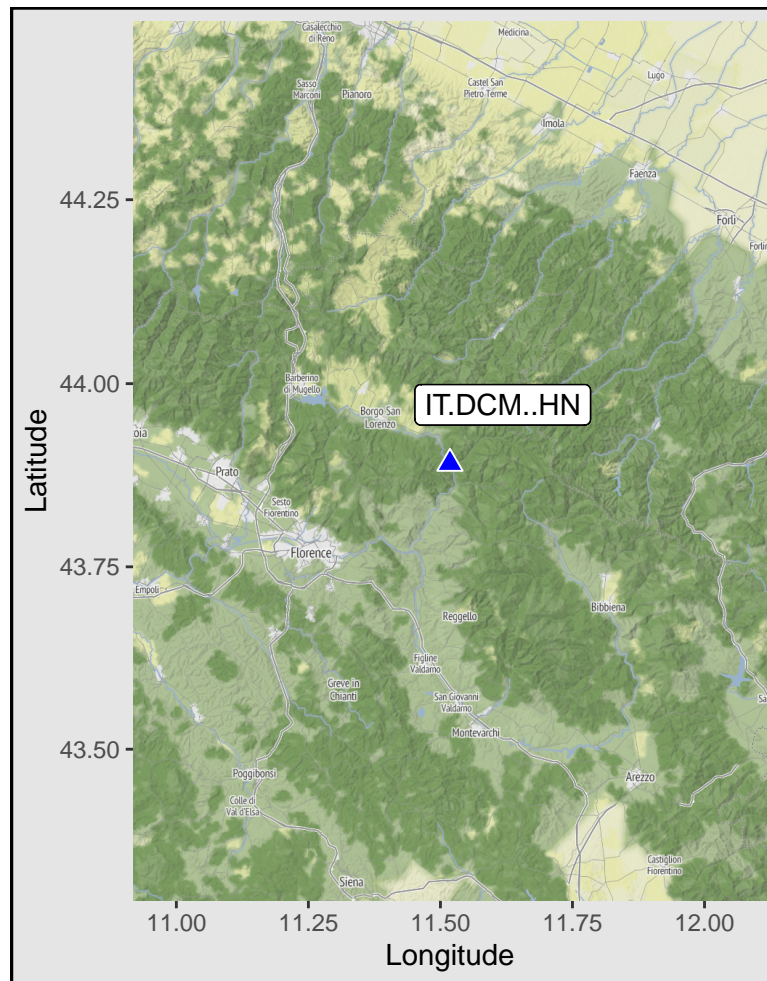 Casalecchio
di Reno
Medicina
Sasso
Marconi
Pianoro
Castel San
Pietro Terme
Lugo
Imola
Faenza
44.25
Forlì
44.00
Barberino
di Mugello
Borgo San
Lorenzo
IT.DCM..HN
Prato
Sesto
Fiorentino
Florence
43.75
Empoli
Bibbiena
Reggello
Figline
Valdarno
Greve in
Chianti
San Giovanni
Valdarno
Montevarchi
43.50
Poggibonsi
Arezzo
Colle di
Val d'Elsa
Castiglion
Fiorentino
Siena
11.00 11.25 11.50 11.75 12.00
Longitude
Latitude